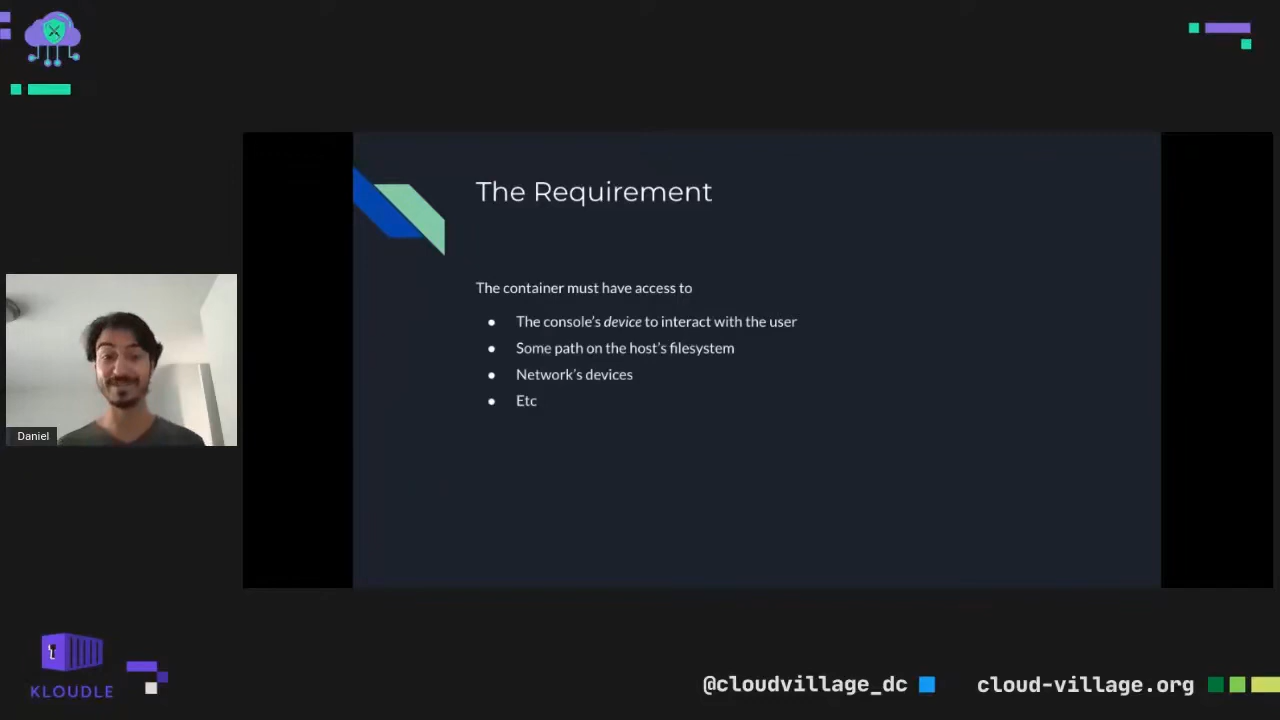 The Requirement
The container must have access to
● The console's device to interact with the user
● Some path on the host's filesystem
● Network's devices
● Etc
Daniel
KLOUDLE
@cloudvillage_dc
cloud-village.org